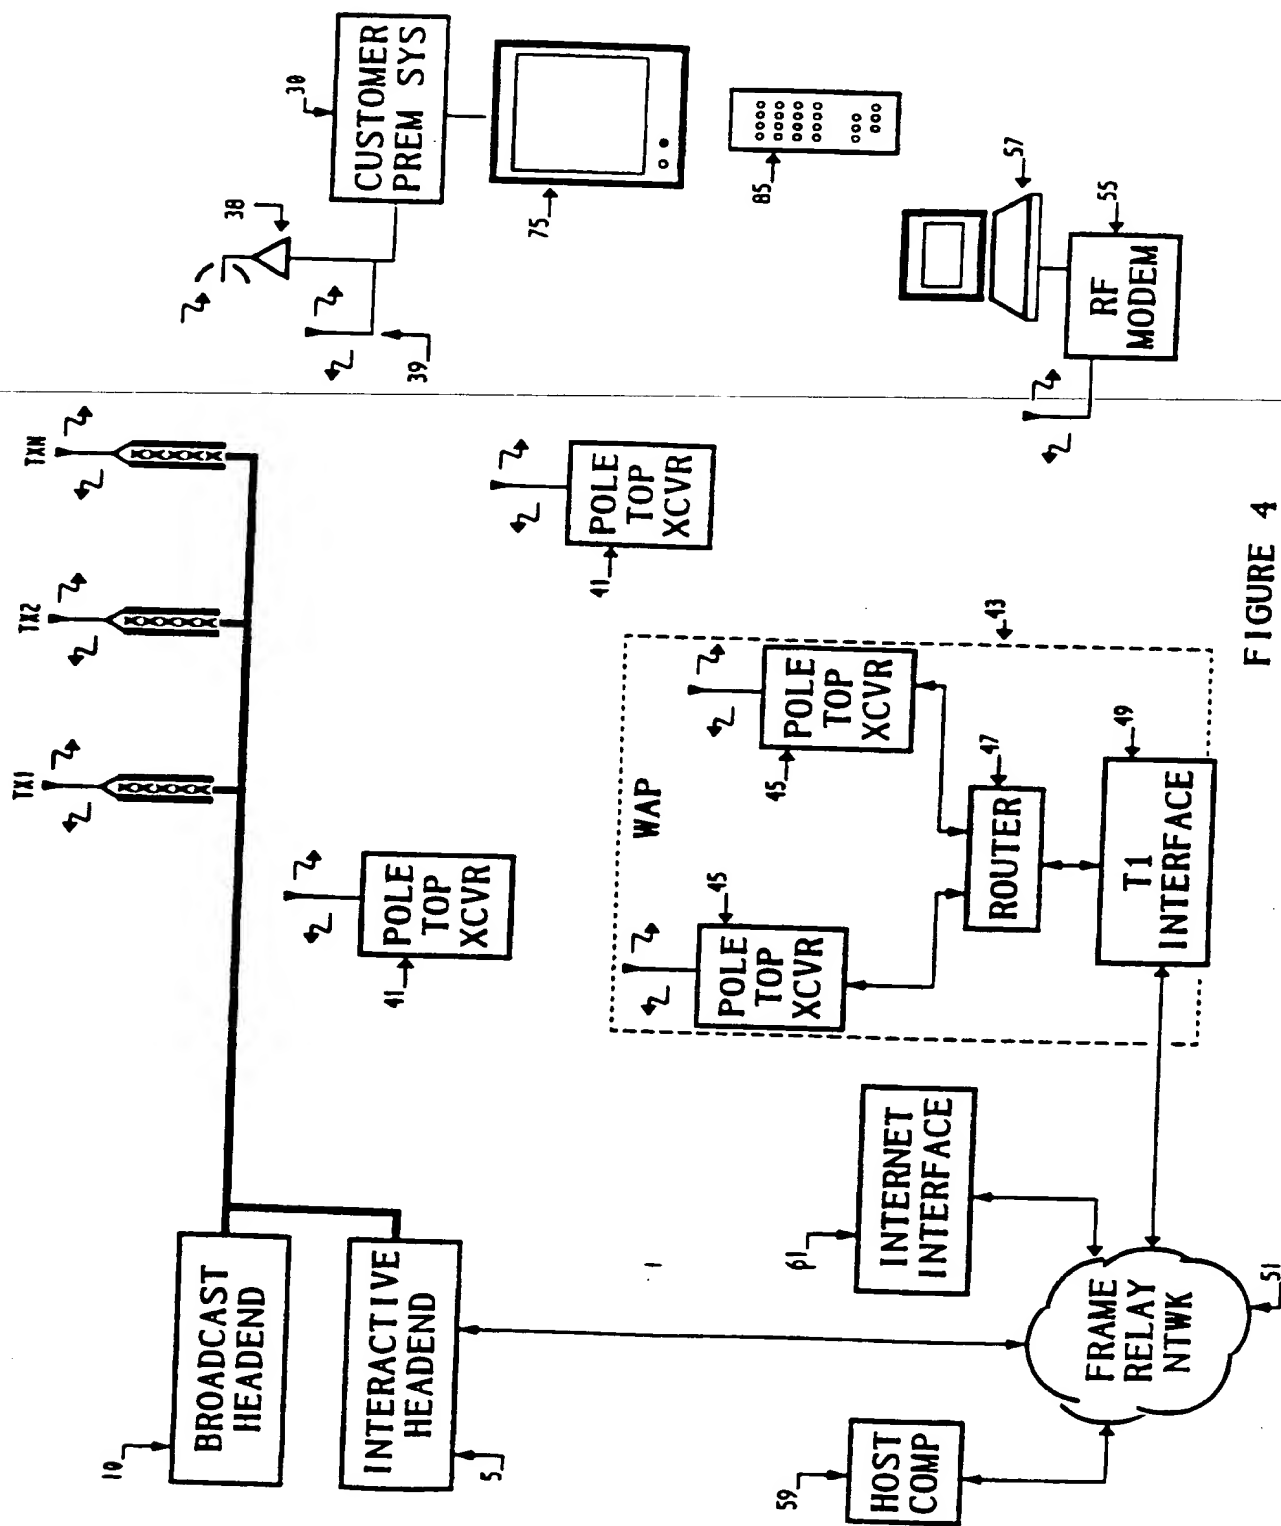 TX1
TX2
TXN
10
BROADCAST
HEADEND
INTERACTIVE
HEADEND
5
41
POLE
TOP
XCVR
41
POLE
TOP
XCVR
38
39
30
CUSTOMER
PREM SYS
75
85
57
55
RF
MODEM
WAP
43
45
POLE
TOP
XCVR
45
POLE
TOP
XCVR
47
ROUTER
49
T1
INTERFACE
61
INTERNET
INTERFACE
59
HOST
COMP
FRAME
RELAY
NTWK
51
FIGURE 4